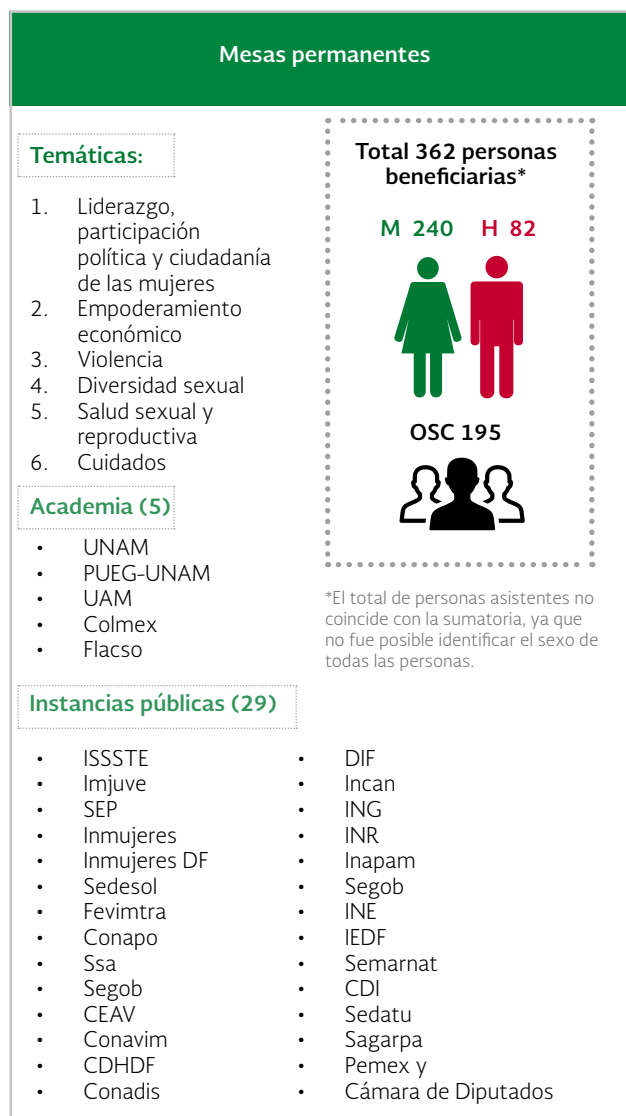 Mesas permanentes
Temáticas:
1. Liderazgo,
participación
política y ciudadanía
de las mujeres
2. Empoderamiento
económico
3. Violencia
4. Diversidad sexual
5. Salud sexual y
reproductiva
6. Cuidados
Academia (5)
• UNAM
• PUEG-UNAM
• UAM
• Colmex
• Flacso
Total 362 personas
beneficiarias*
M 240 H 82
OSC 195
*El total de personas asistentes no
coincide con la sumatoria, ya que
no fue posible identificar el sexo de
todas las personas.
Instancias públicas (29)
• ISSSTE
• Imjuve
• SEP
• Inmujeres
• Inmujeres DF
• Sedesol
• Fevimtra
• Conapo
• Ssa
• Segob
• CEAV
• Conavim
• CDHDF
• Conadis
• DIF
• Incan
• ING
• INR
• Inapam
• Segob
• INE
• IEDF
• Semarnat
• CDI
• Sedatu
• Sagarpa
• Pemex y
• Cámara de Diputados